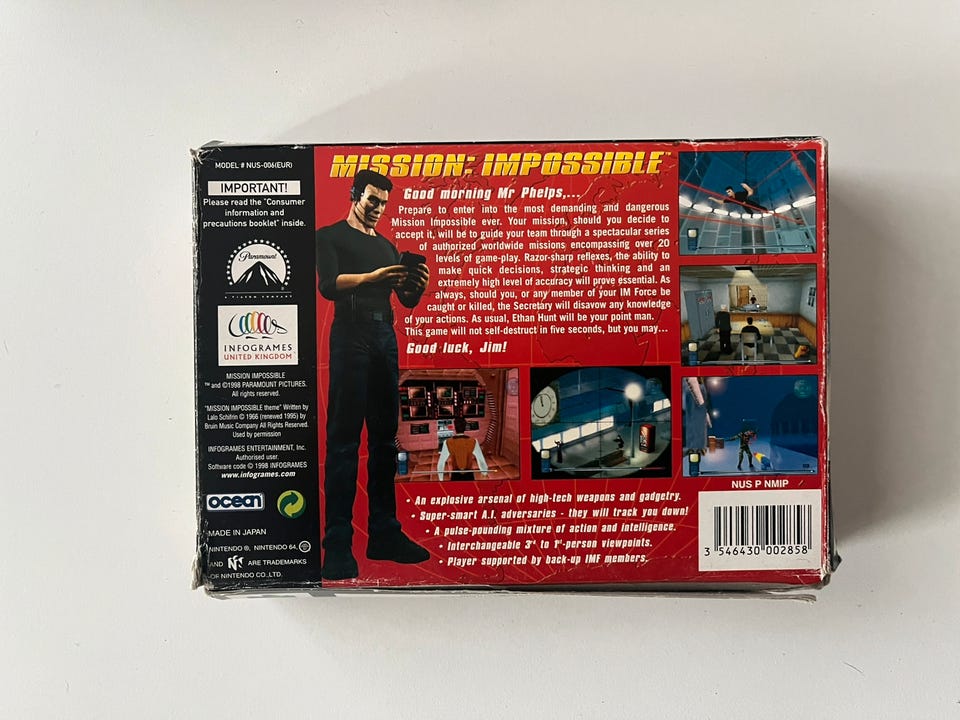 MODEL # NUS-006(EUR)
IMPORTANT!
Please read the "Consumer
information and
precautions booklet" inside.
Paramount
A VIACOM COMPANY
INFOGRAMES
UNITED KINGDOM
MISSION IMPOSSIBLE
™ and ©1998 PARAMOUNT PICTURES.
All rights reserved.
"MISSION IMPOSSIBLE theme" Written by
Lalo Schifrin © 1966 (renewed 1995) by
Bruin Music Company All Rights Reserved.
Used by permission
INFOGRAMES ENTERTAINMENT, Inc.
Authorised user.
Software code © 1998 INFOGRAMES
www.infogrames.com
ocean
MADE IN JAPAN
NINTENDO ®, NINTENDO 64,
AND N ARE TRADEMARKS
OF NINTENDO CO., LTD.
MISSION: IMPOSSIBLE™
Good morning Mr Phelps,...
Prepare to enter into the most demanding and dangerous
Mission Impossible ever. Your mission, should you decide to
accept it, will be to guide your team through a spectacular series
of authorized worldwide missions encompassing over 20
levels of game-play. Razor-sharp reflexes, the ability to
make quick decisions, strategic thinking and an
extremely high level of accuracy will prove essential. As
always, should you, or any member of your IM Force be
caught or killed, the Secretary will disavow any knowledge
of your actions. As usual, Ethan Hunt will be your point man.
This game will not self-destruct in five seconds, but you may...
Good luck, Jim!
• An explosive arsenal of high-tech weapons and gadgetry.
• Super-smart A.I. adversaries - they will track you down!
• A pulse-pounding mixture of action and intelligence.
• Interchangeable 3rd to 1st-person viewpoints.
• Player supported by back-up IMF members.
NUS P NMIP
3 546430 002858